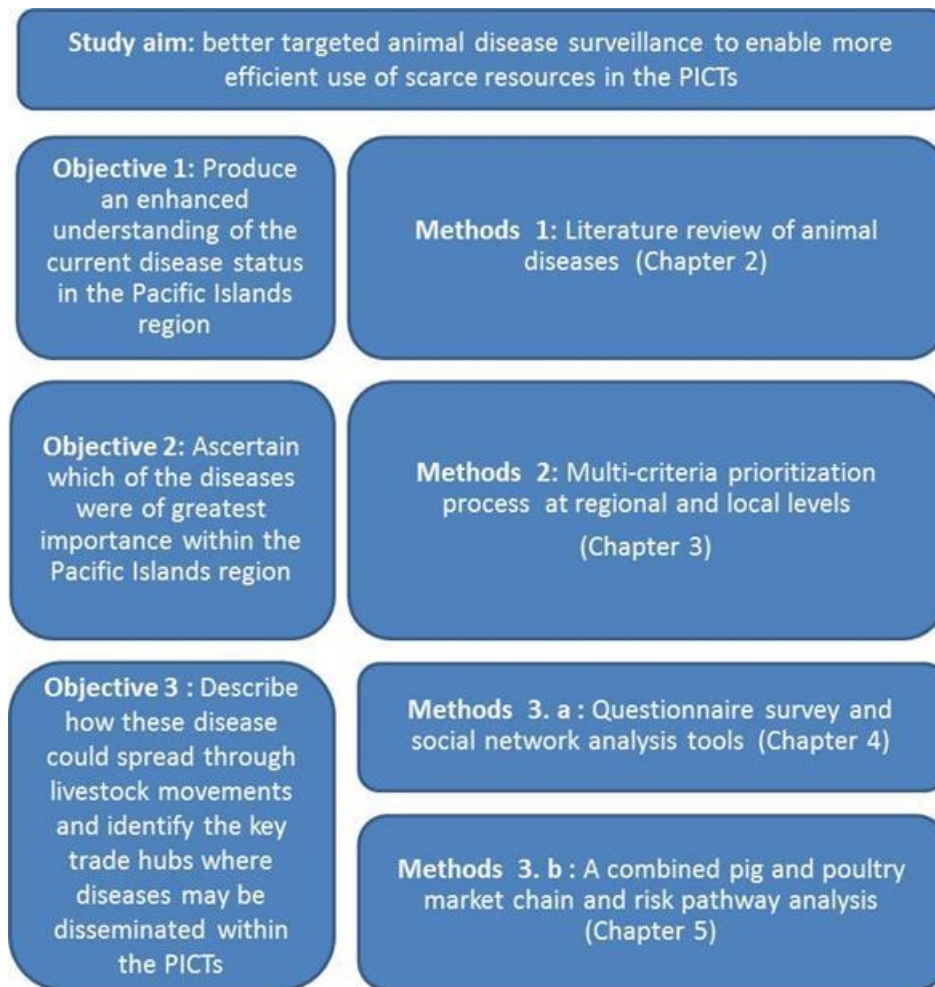 Study aim: better targeted animal disease surveillance to enable more
efficient use of scarce resources in the PICTs
Objective 1: Produce
an enhanced
understanding of the
current disease status
in the Pacific Islands
region
Methods 1: Literature review of animal
diseases (Chapter 2)
Objective 2: Ascertain
which of the diseases
were of greatest
importance within the
Pacific Islands region
Methods 2: Multi-criteria prioritization
process at regional and local levels
(Chapter 3)
Objective 3 : Describe
how these disease
could spread through
livestock movements
and identify the key
trade hubs where
diseases may be
disseminated within
the PICTs
Methods 3. a : Questionnaire survey and
social network analysis tools (Chapter 4)
Methods 3. b : A combined pig and poultry
market chain and risk pathway analysis
(Chapter 5)